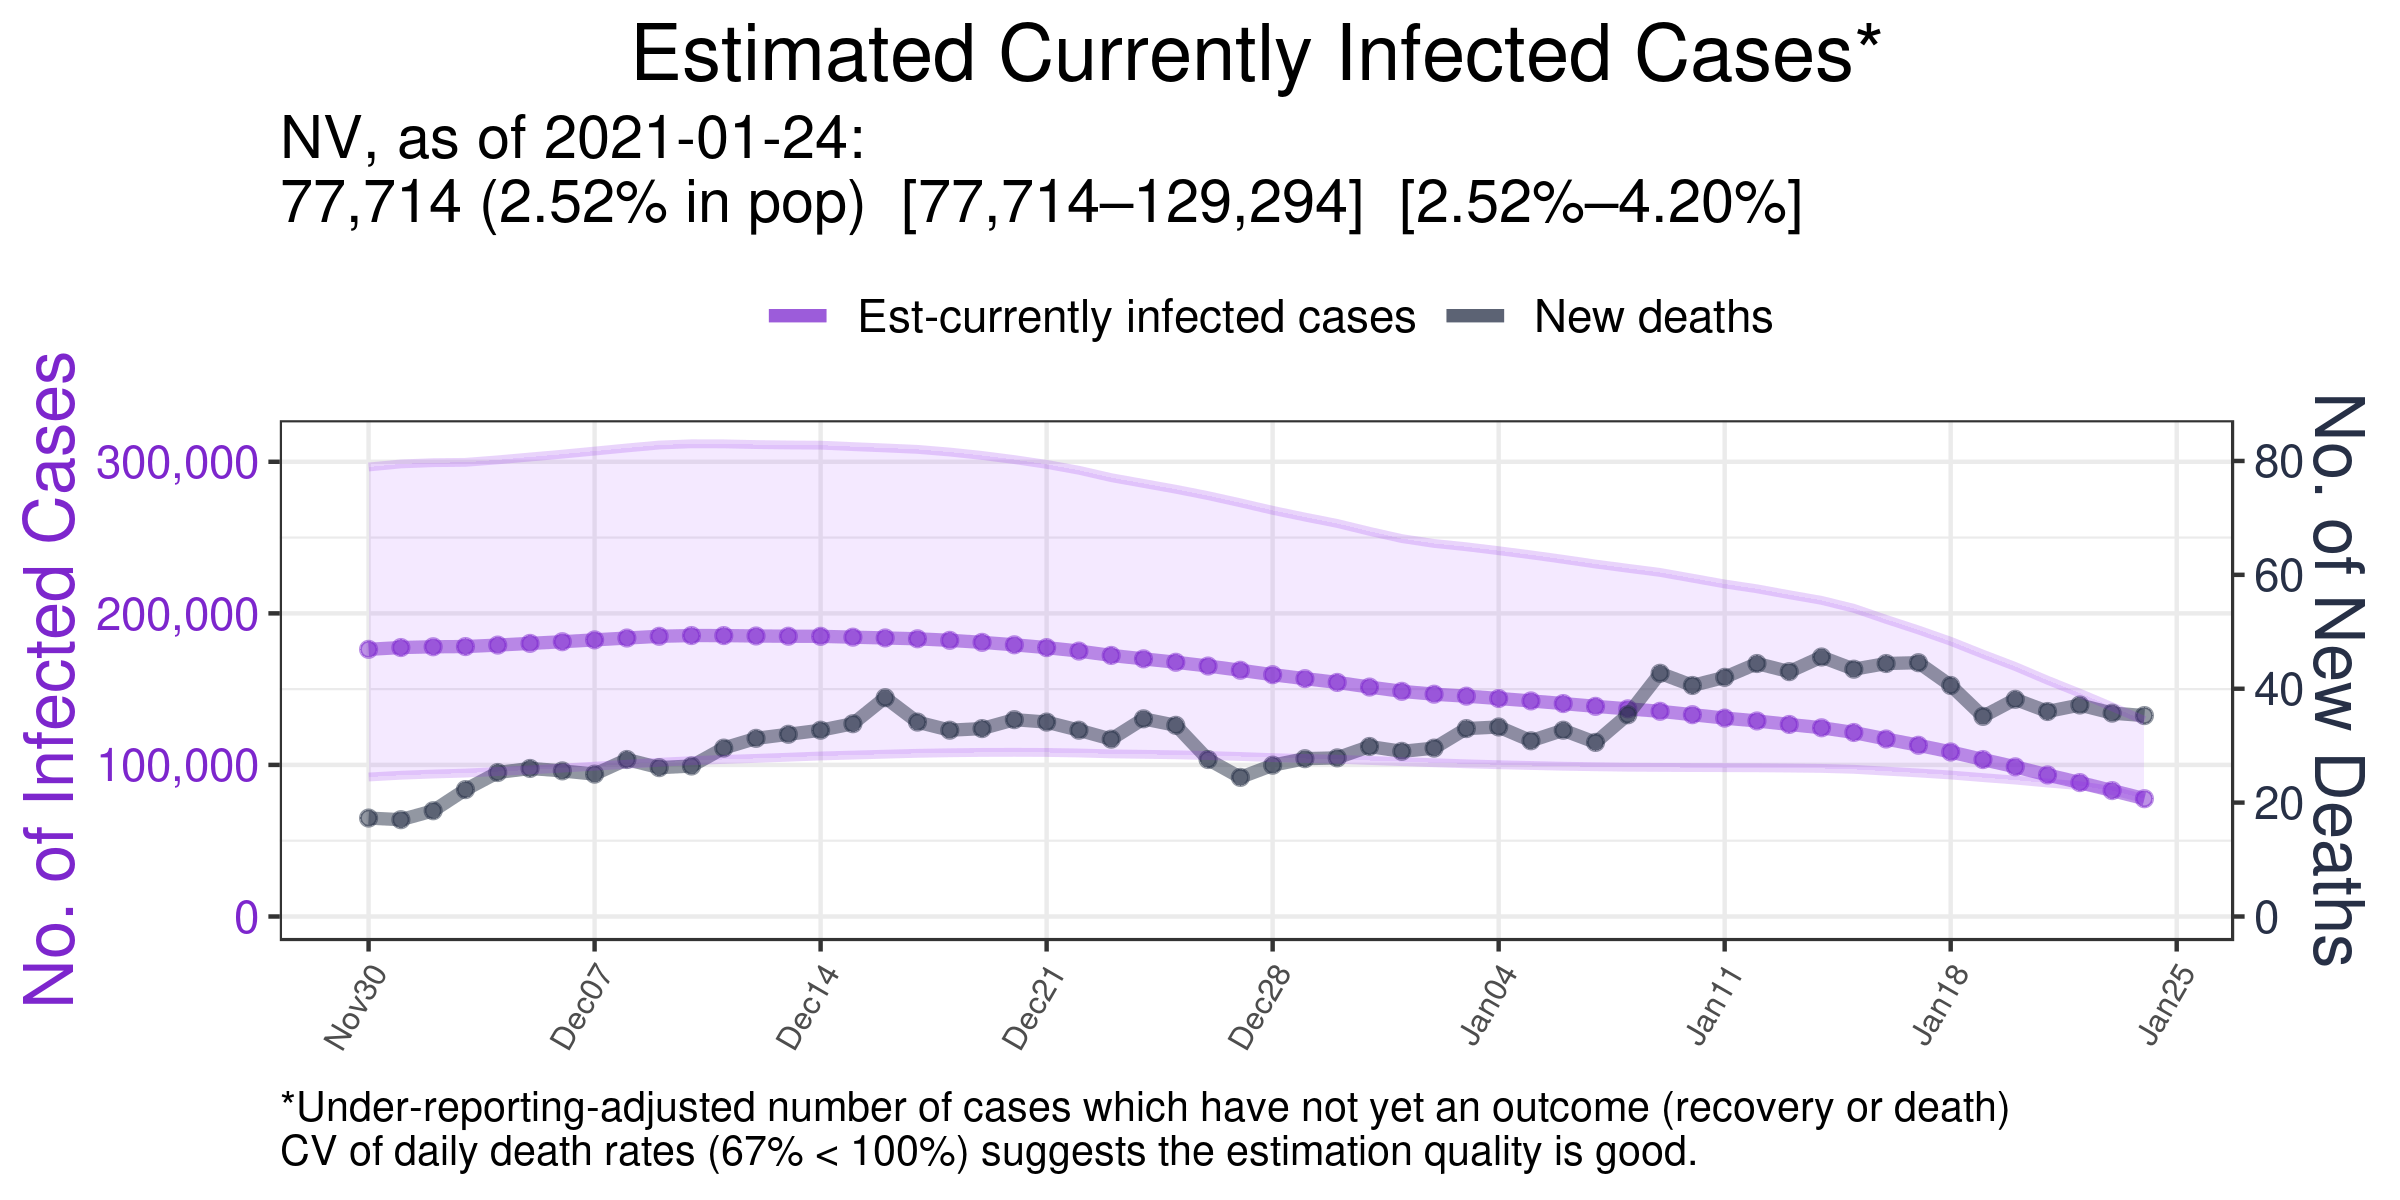 Estimated Currently Infected Cases*
NV, as of 2021-01-24:
77,714 (2.52% in pop)  [77,714–129,294]  [2.52%–4.20%]
Est-currently infected cases
New deaths
No. of Infected Cases
300,000
200,000
100,000
0
80
60
40
20
0
No. of New Deaths
Nov30
Dec07
Dec14
Dec21
Dec28
Jan04
Jan11
Jan18
Jan25
*Under-reporting-adjusted number of cases which have not yet an outcome (recovery or death)
CV of daily death rates (67% < 100%) suggests the estimation quality is good.